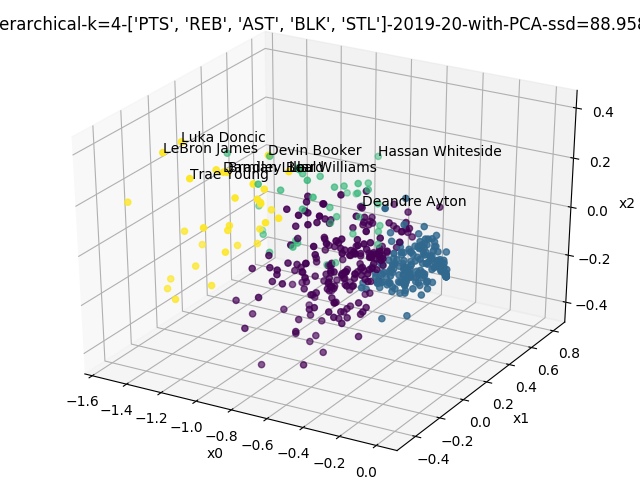 erarchical-k=4-['PTS', 'REB', 'AST', 'BLK', 'STL']-2019-20-with-PCA-ssd=88.958
Luka Doncic
LeBron James
Devin Booker
Hassan Whiteside
Bradley Beal
Lou Williams
Trae Young
Deandre Ayton
0.4
0.2
0.0
−0.2
−0.4
x2
0.8
0.6
0.4
0.2
0.0
−0.2
−0.4
x1
−1.6
−1.4
−1.2
−1.0
−0.8
−0.6
−0.4
−0.2
0.0
x0